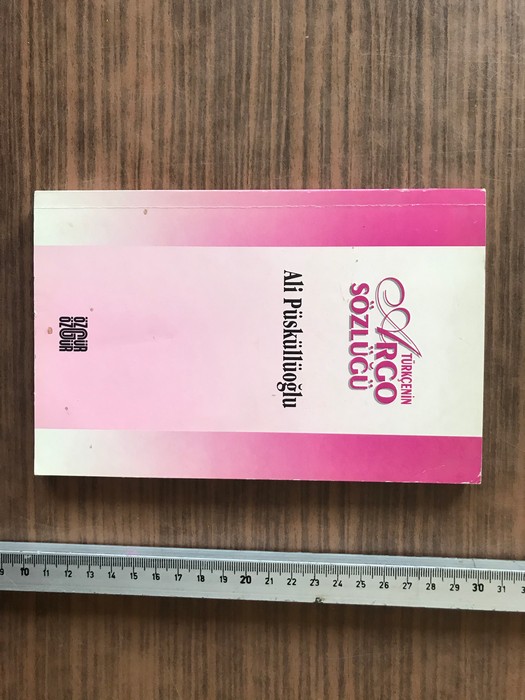 TÜRKÇENİN
ARGO
SÖZLÜĞÜ
Ali Püsküllüoğlu
ÖZGÜR
ÖZGÜR
9 10 11 12 13 14 15 16 17 18 19 20 21 22 23 24 25 26 27 28 29 30 31